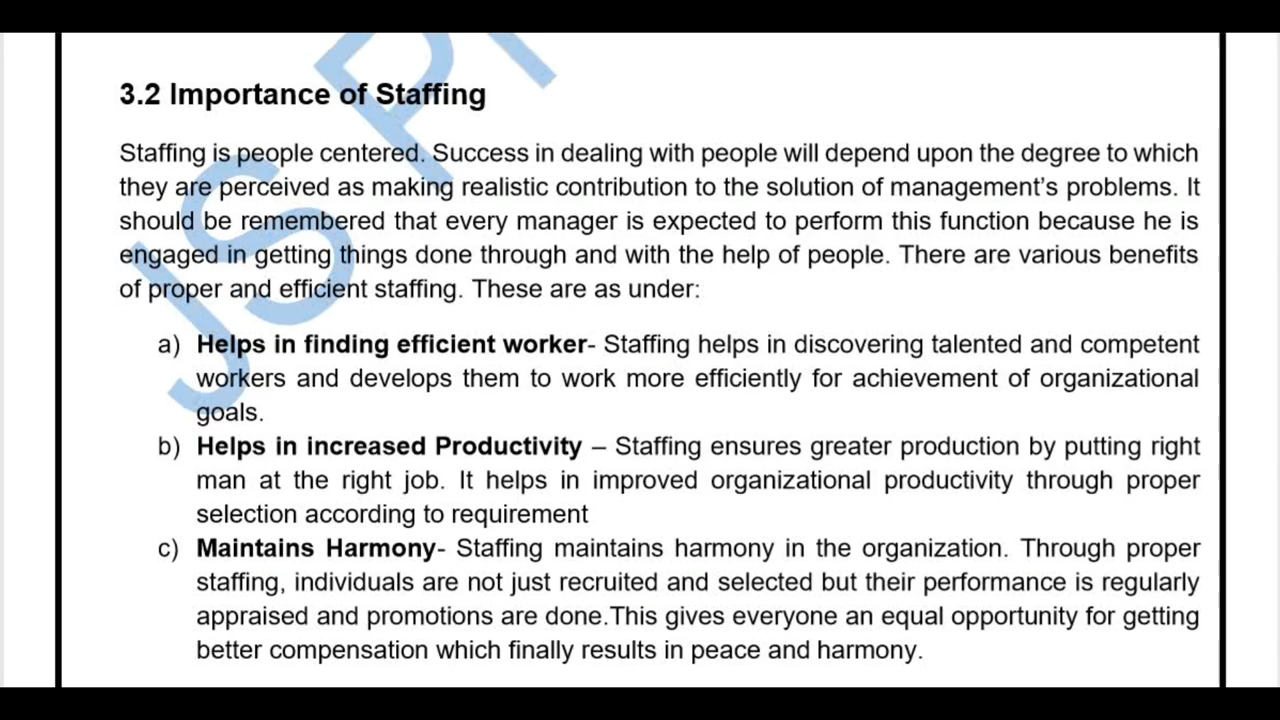 3.2 Importance of Staffing
Staffing is people centered. Success in dealing with people will depend upon the degree to which
they are perceived as making realistic contribution to the solution of management’s problems. It
should be remembered that every manager is expected to perform this function because he is
engaged in getting things done through and with the help of people. There are various benefits
of proper and efficient staffing. These are as under:
a) Helps in finding efficient worker- Staffing helps in discovering talented and competent
workers and develops them to work more efficiently for achievement of organizational
goals.
b) Helps in increased Productivity – Staffing ensures greater production by putting right
man at the right job. It helps in improved organizational productivity through proper
selection according to requirement
c) Maintains Harmony- Staffing maintains harmony in the organization. Through proper
staffing, individuals are not just recruited and selected but their performance is regularly
appraised and promotions are done.This gives everyone an equal opportunity for getting
better compensation which finally results in peace and harmony.